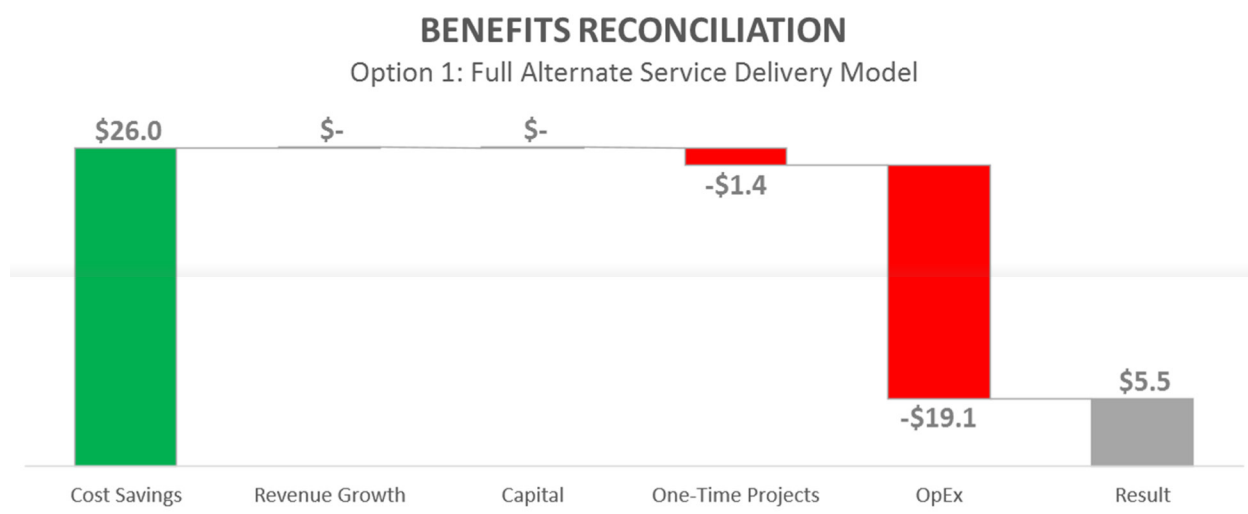 BENEFITS RECONCILIATION
Option 1: Full Alternate Service Delivery Model
$26.0
$-
$-
-$1.4
-$19.1
$5.5
Cost Savings
Revenue Growth
Capital
One-Time Projects
OpEx
Result